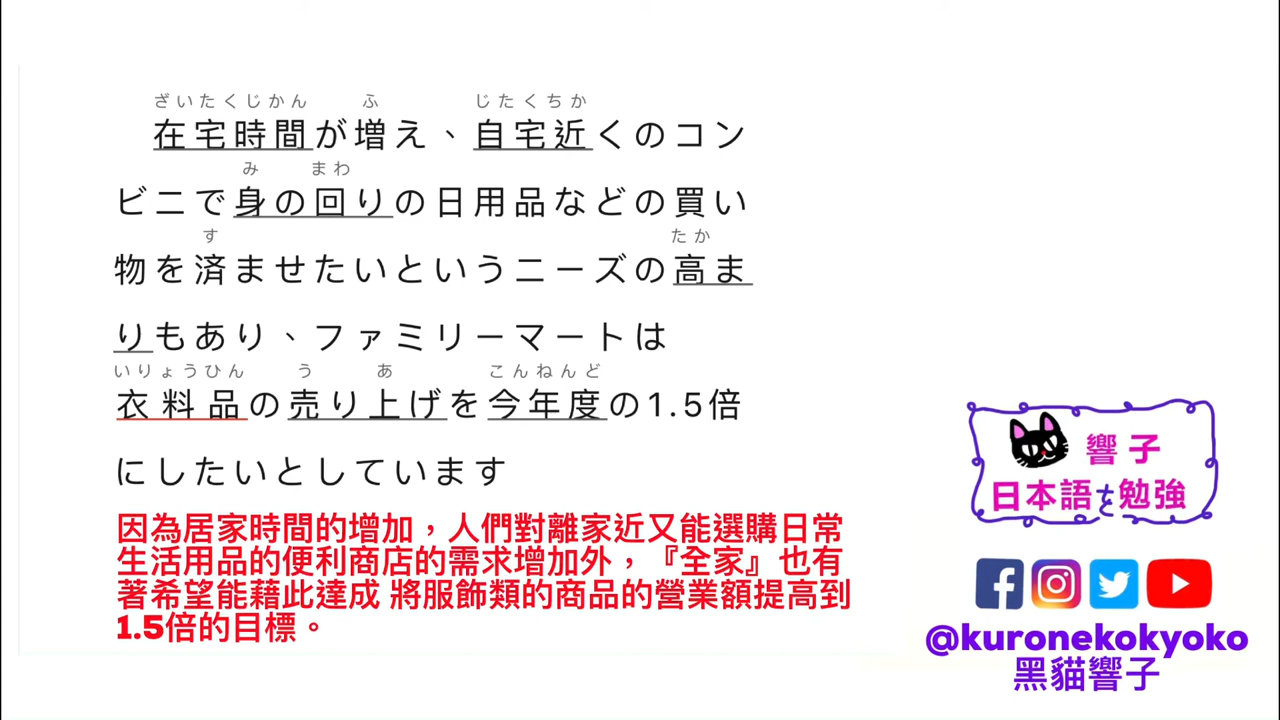 ざいたくじかん ふ じたくちか
在宅時間が増え、自宅近くのコン
み まわ
ビニで身の回りの日用品などの買い
す たか
物を済ませたいというニーズの高ま
りもあり、ファミリーマートは
いりょうひん う あ こんねんど
衣料品の売り上げを今年度の1.5倍
にしたいとしています
因為居家時間的增加，人們對離家近又能選購日常
生活用品的便利商店的需求增加外，『全家』也有
著希望能藉此達成 將服飾類的商品的營業額提高到
1.5倍的目標。
響子
日本語を勉強
@kuronekokyoko
黑貓響子